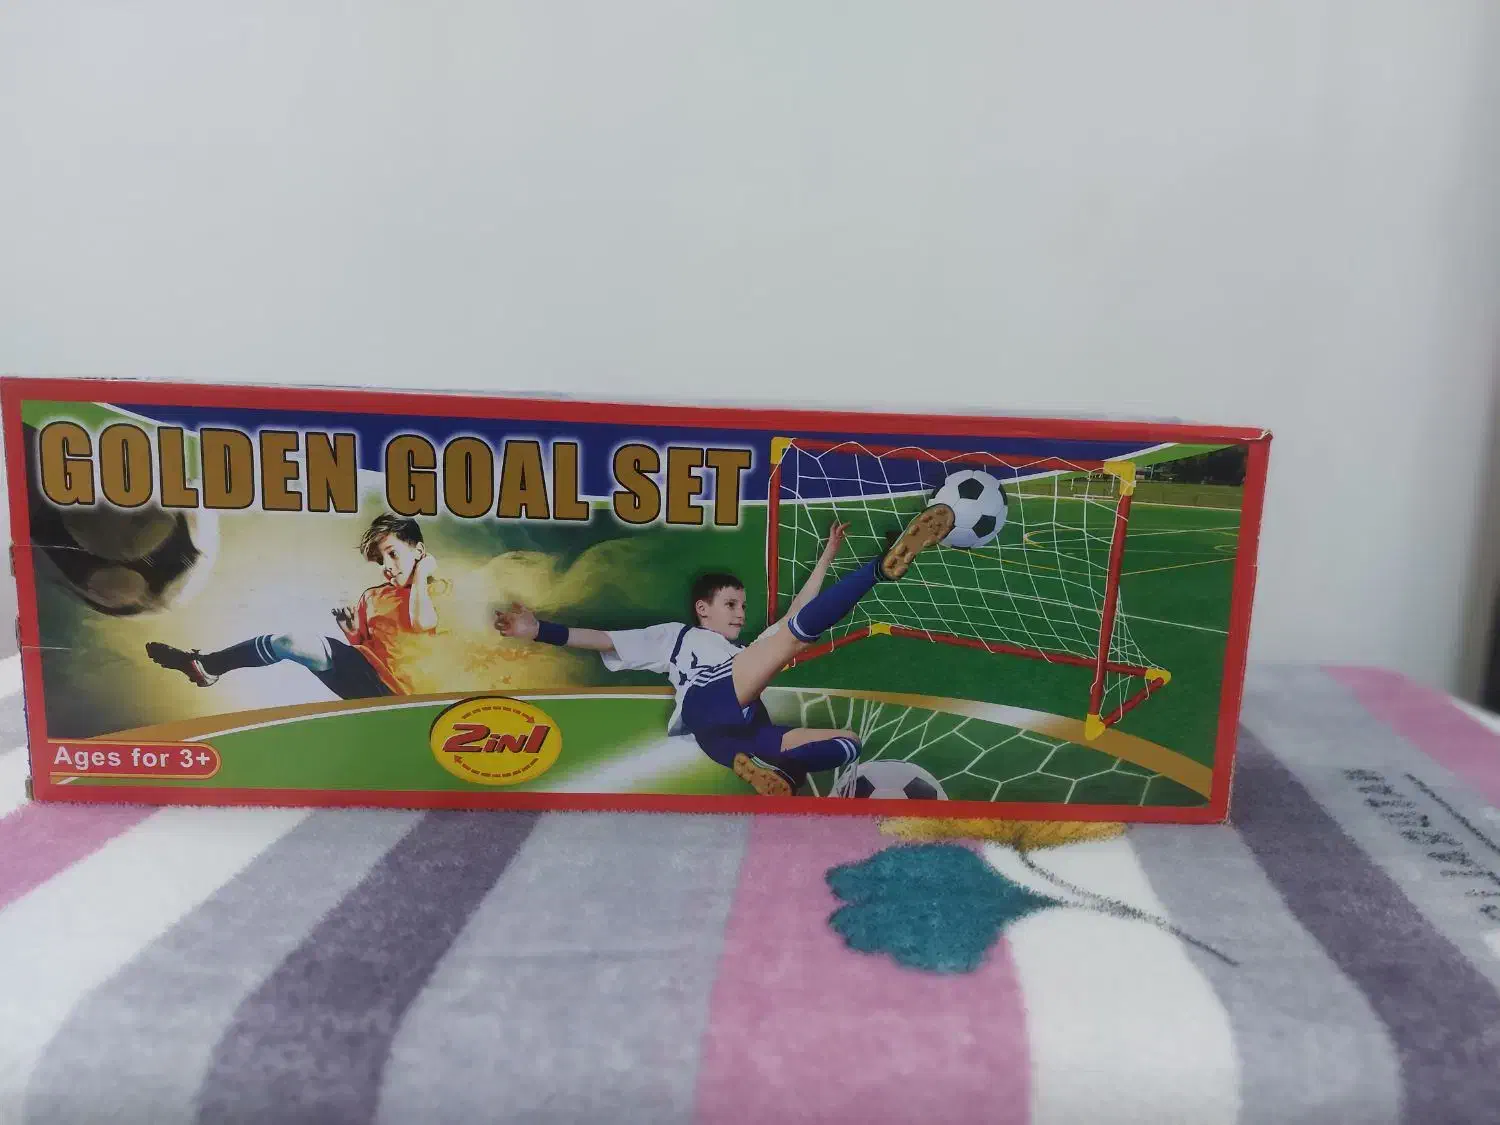 GOLDEN GOAL SET
Ages for 3+
2in1